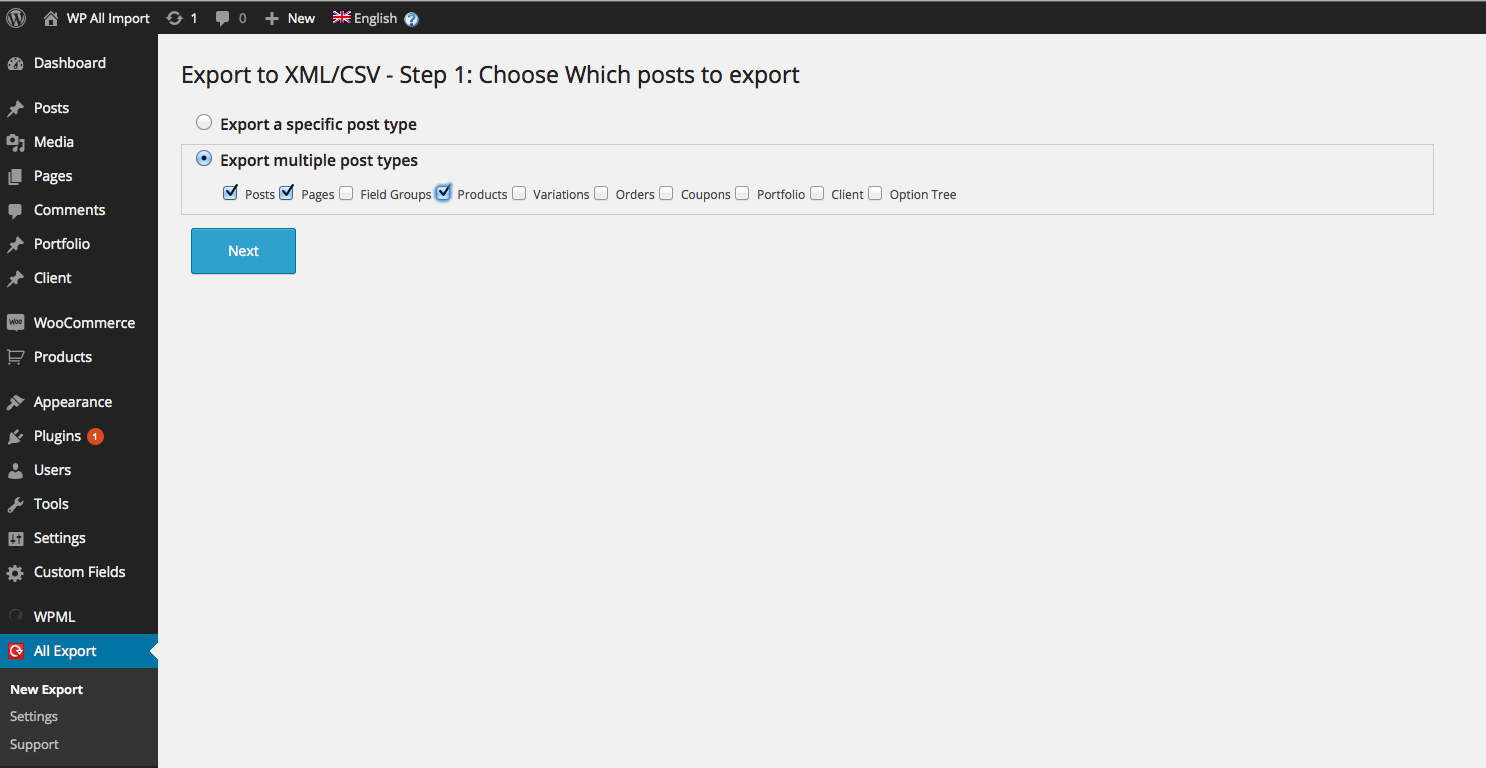 WP All Import 1 0 New English ?
Dashboard
Posts
Media
Pages
Comments
Portfolio
Client
WOO WooCommerce
Products
Appearance
Plugins 1
Users
Tools
Settings
Custom Fields
WPML
All Export
New Export
Settings
Support
Export to XML/CSV - Step 1: Choose Which posts to export
Export a specific post type
Export multiple post types
Posts Pages Field Groups Products Variations Orders Coupons Portfolio Client Option Tree
Next